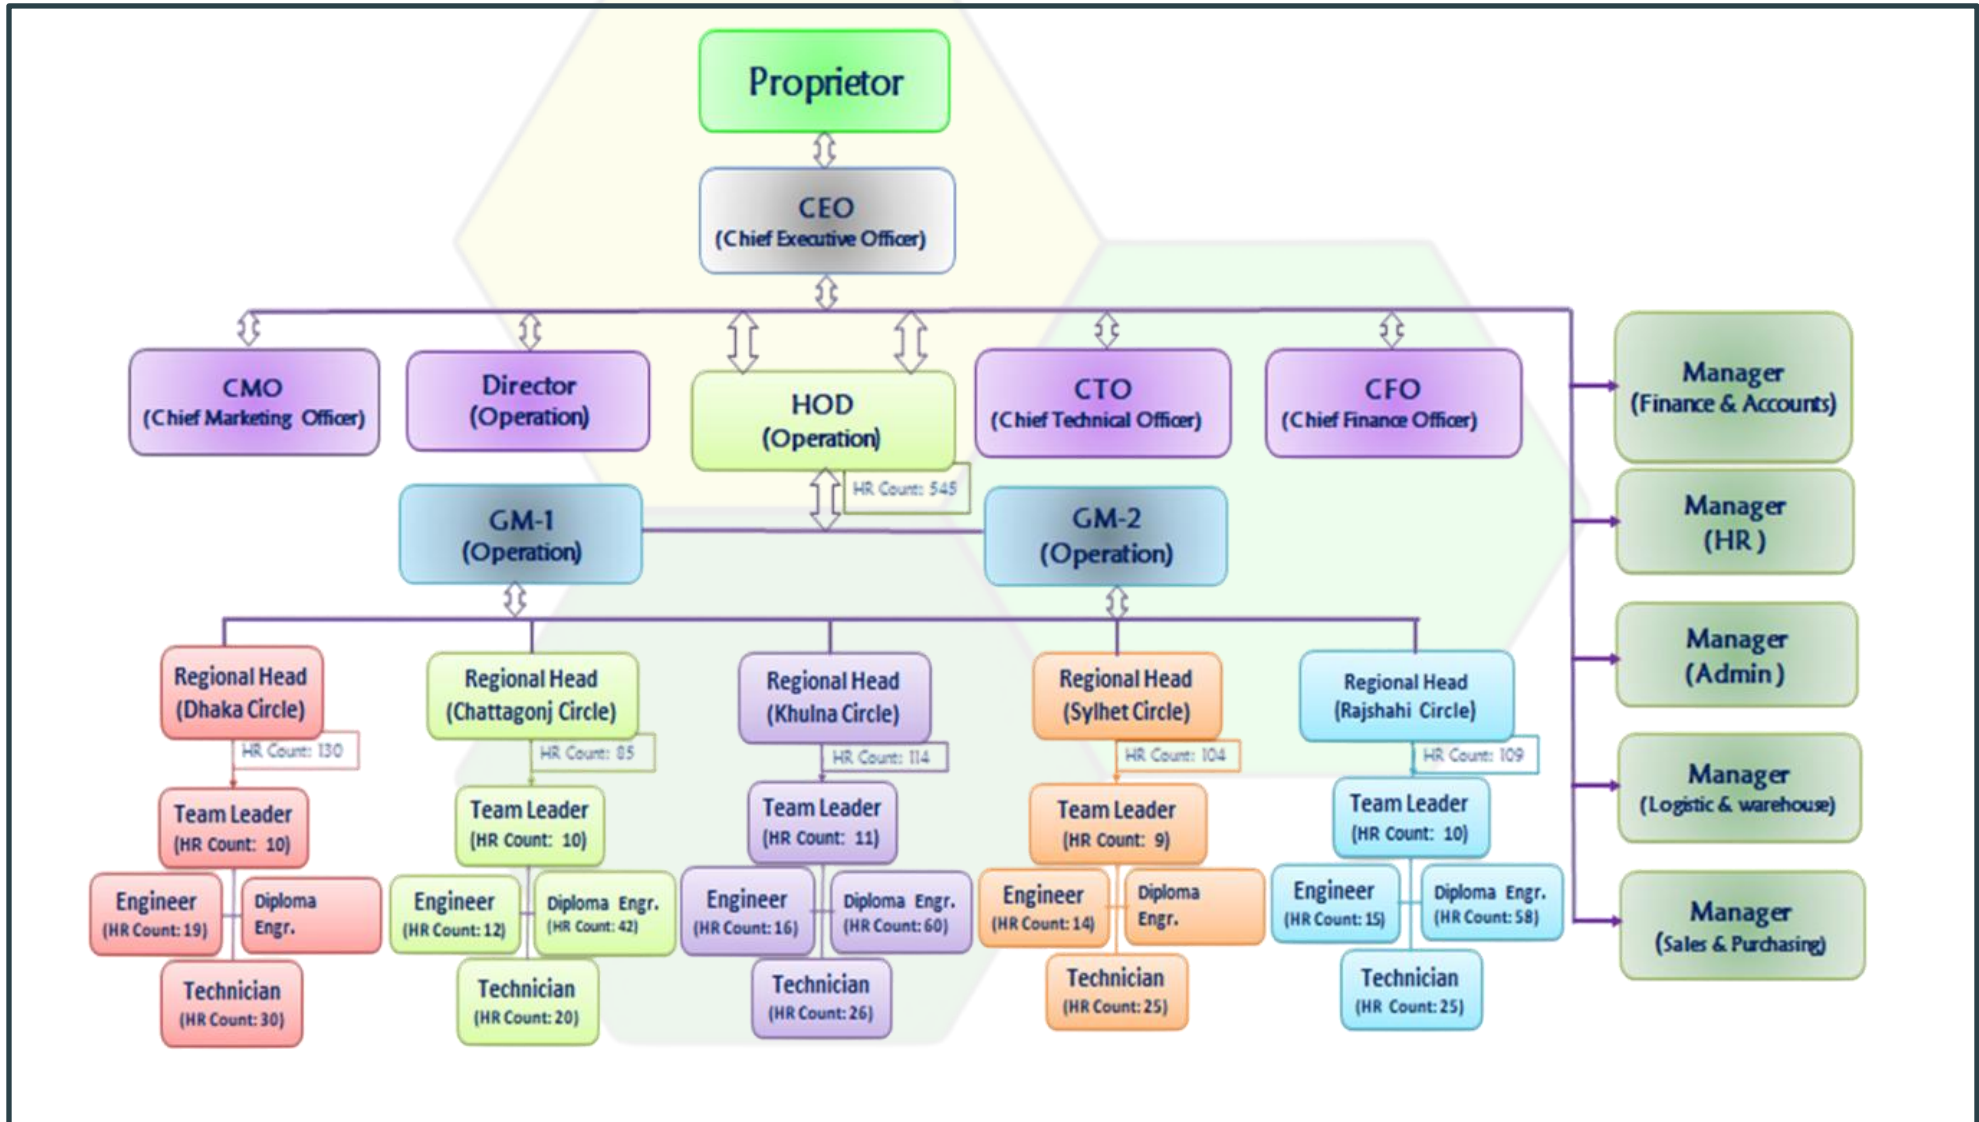 Proprietor
CEO
(Chief Executive Officer)
CMO
(Chief Marketing Officer)
Director
(Operation)
HOD
(Operation)
CTO
(Chief Technical Officer)
CFO
(Chief Finance Officer)
HR Count: 545
GM-1
(Operation)
GM-2
(Operation)
Manager
(Finance & Accounts)
Manager
(HR )
Manager
(Admin )
Manager
(Logistic & warehouse)
Manager
(Sales & Purchasing)
Regional Head
(Dhaka Circle)
HR Count: 130
Team Leader
(HR Count: 10)
Engineer
(HR Count: 19)
Diploma
Engr.
Technician
(HR Count: 30)
Regional Head
(Chattagonj Circle)
HR Count: 85
Team Leader
(HR Count: 10)
Engineer
(HR Count: 12)
Diploma Engr.
(HR Count: 42)
Technician
(HR Count: 20)
Regional Head
(Khulna Circle)
HR Count: 114
Team Leader
(HR Count: 11)
Engineer
(HR Count: 16)
Diploma Engr.
(HR Count: 60)
Technician
(HR Count: 26)
Regional Head
(Sylhet Circle)
HR Count: 104
Team Leader
(HR Count: 9)
Engineer
(HR Count: 14)
Diploma
Engr.
Technician
(HR Count: 25)
Regional Head
(Rajshahi Circle)
HR Count: 109
Team Leader
(HR Count: 10)
Engineer
(HR Count: 15)
Diploma Engr.
(HR Count: 58)
Technician
(HR Count: 25)